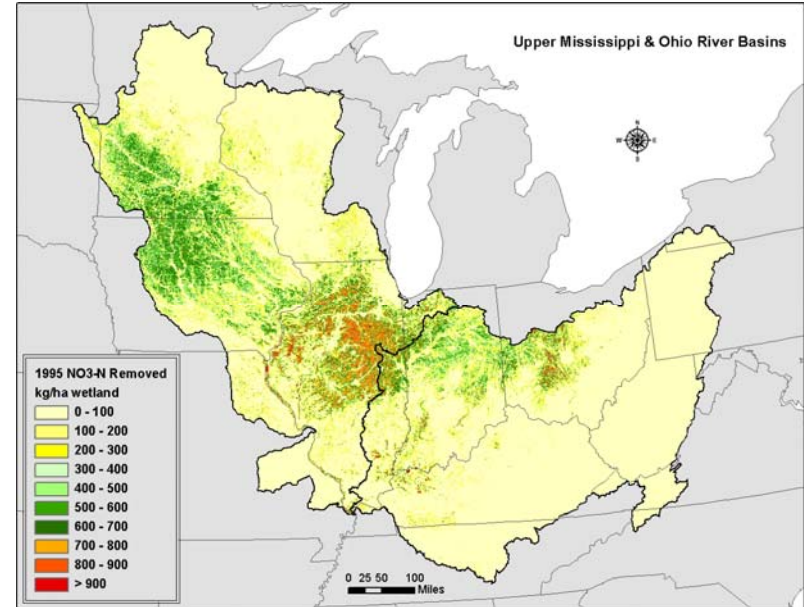 Upper Mississippi & Ohio River Basins
N
W E
S
1995 NO3-N Removed
kg/ha wetland
0 - 100
100 - 200
200 - 300
300 - 400
400 - 500
500 - 600
600 - 700
700 - 800
800 - 900
> 900
0 25 50 100
Miles